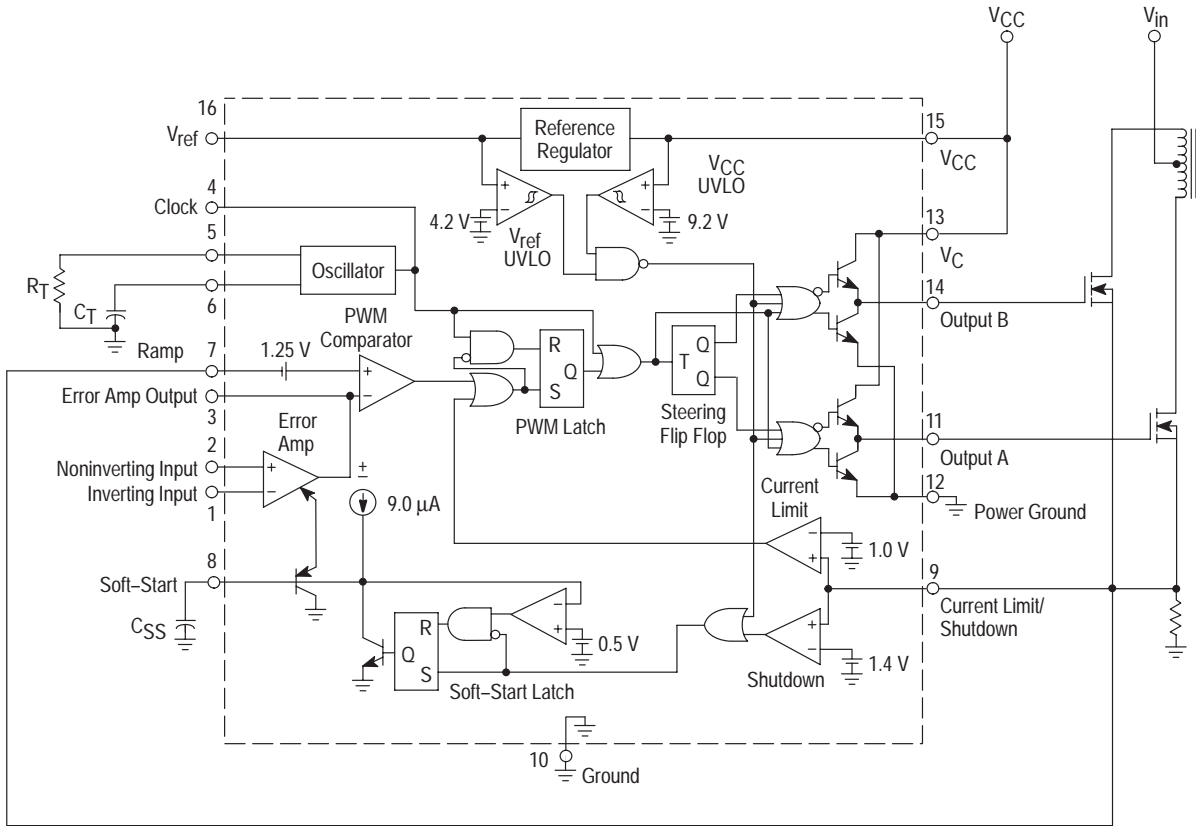 VCC
Vin
16
Vref
Reference
Regulator
15
VCC
VCC
UVLO
4
Clock
4.2 V
9.2 V
Vref
UVLO
13
VC
5
RT
Oscillator
CT
6
14
Output B
PWM
Comparator
Ramp
7
1.25 V
+
−
+
−
+
−
R
Q
S
PWM Latch
T
Q
Q
Steering
Flip Flop
Error Amp Output
3
Error
Amp
11
Output A
2
Noninverting Input
Inverting Input
1
+
−
±
9.0 µA
12
Power Ground
Current
Limit
−
+
1.0 V
8
Soft–Start
CSS
9
Current Limit/
Shutdown
−
+
0.5 V
R
Q
S
Soft–Start Latch
+
−
1.4 V
Shutdown
10
Ground